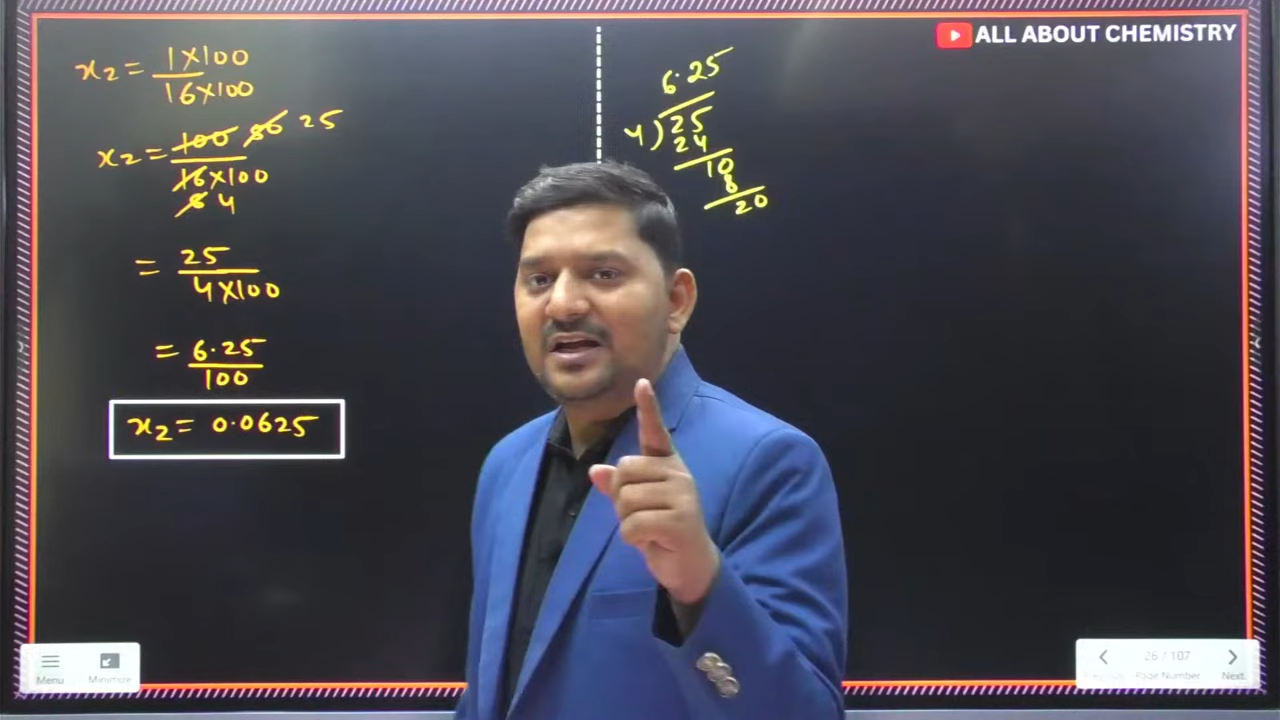 ALL ABOUT CHEMISTRY
x₂ = 1×100
16×100
x₂ = 100 50 25
16×100
8 4
= 25
4×100
= 6.25
100
x₂ = 0.0625
6.25
4 ) 25
24
10
8
20
Menu
Minimize
26 / 107
Previous Page Number Next